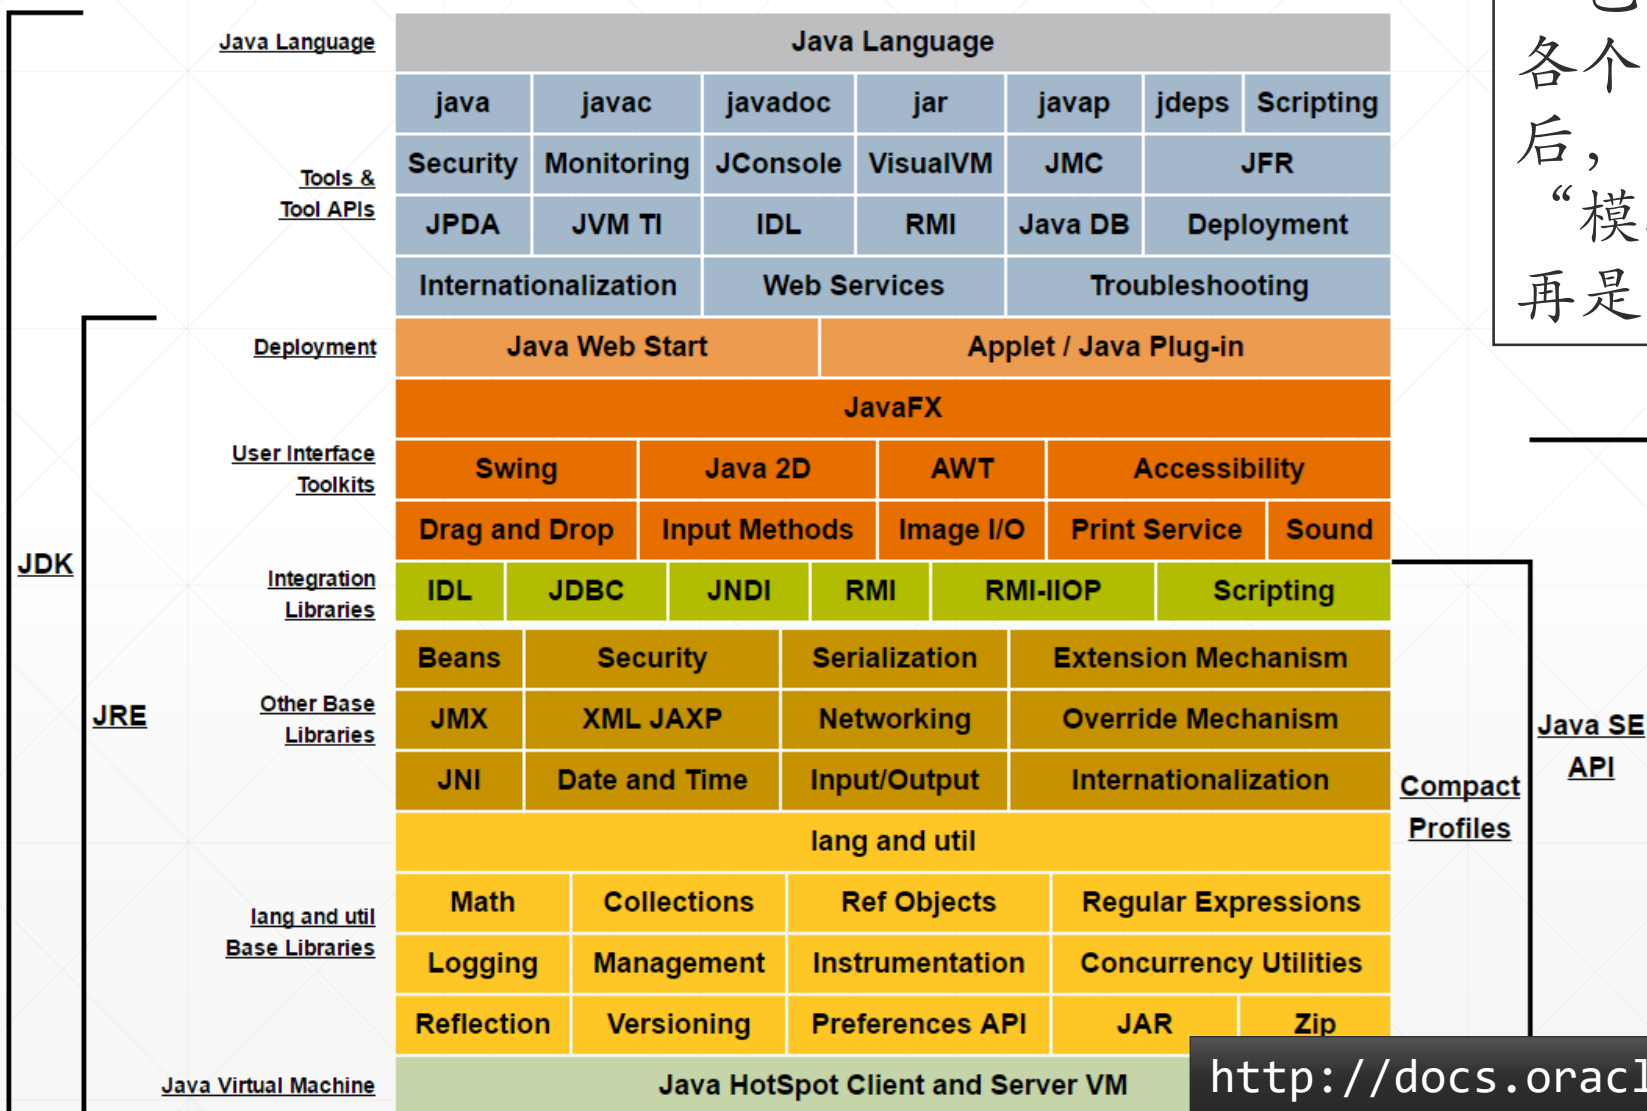 Java Language
Java Language
java javac javadoc jar javap jdeps Scripting
Tools &
Tool APIs
Security Monitoring JConsole VisualVM JMC JFR
JPDA JVM TI IDL RMI Java DB Deployment
Internationalization Web Services Troubleshooting
Deployment
Java Web Start Applet / Java Plug-in
JavaFX
User Interface
Toolkits
Swing Java 2D AWT Accessibility
Drag and Drop Input Methods Image I/O Print Service Sound
Integration
Libraries
IDL JDBC JNDI RMI RMI-IIOP Scripting
Other Base
Libraries
Beans Security Serialization Extension Mechanism
JMX XML JAXP Networking Override Mechanism
JNI Date and Time Input/Output Internationalization
lang and util
lang and util
Base Libraries
Math Collections Ref Objects Regular Expressions
Logging Management Instrumentation Concurrency Utilities
Reflection Versioning Preferences API JAR Zip
Java Virtual Machine
Java HotSpot Client and Server VM
JDK
JRE
Compact
Profiles
Java SE
API
各个
后，
“模
再是
http://docs.oracl